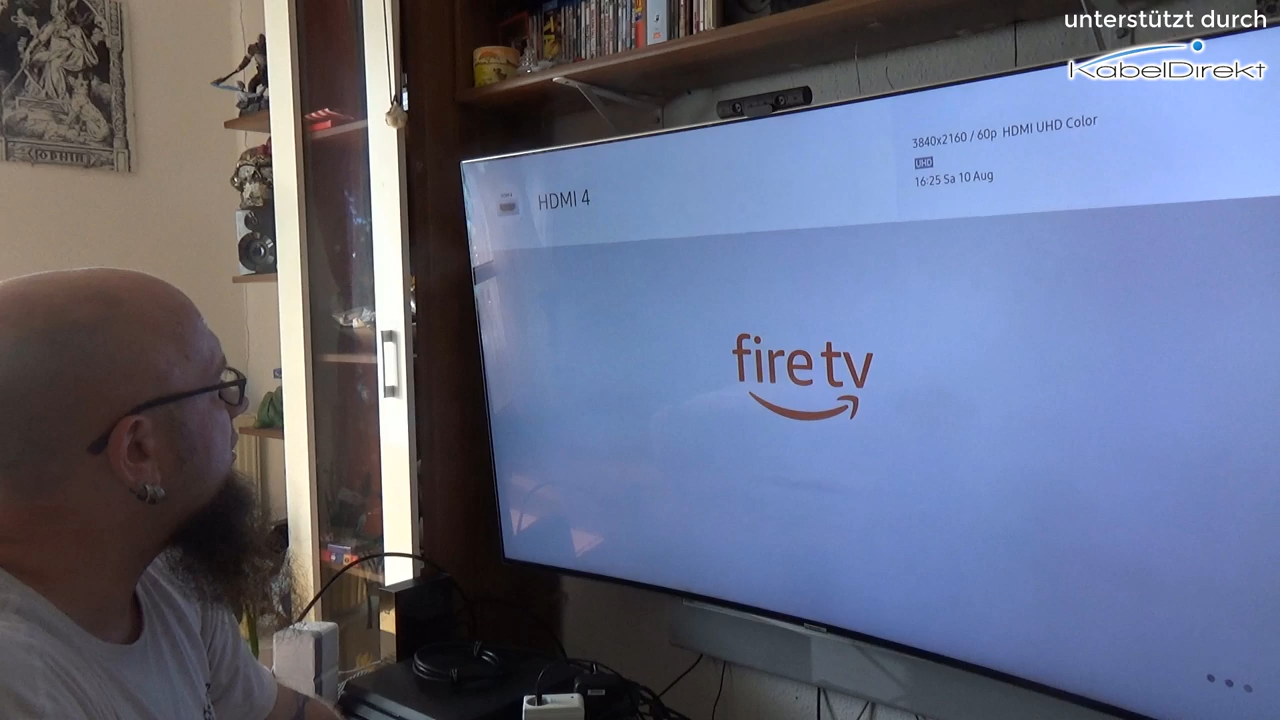 unterstützt durch
KabelDirekt
3840x2160 / 60p HDMI UHD Color
UHD
16:25 Sa 10 Aug
HDMI 4
fire tv